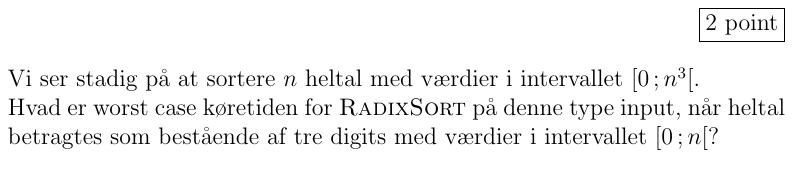 2 point
Vi ser stadig på at sortere n heltal med værdier i intervallet [0 ; n³[.
Hvad er worst case køretiden for RADIXSORT på denne type input, når heltal
betragtes som bestående af tre digits med værdier i intervallet [0 ; n[?